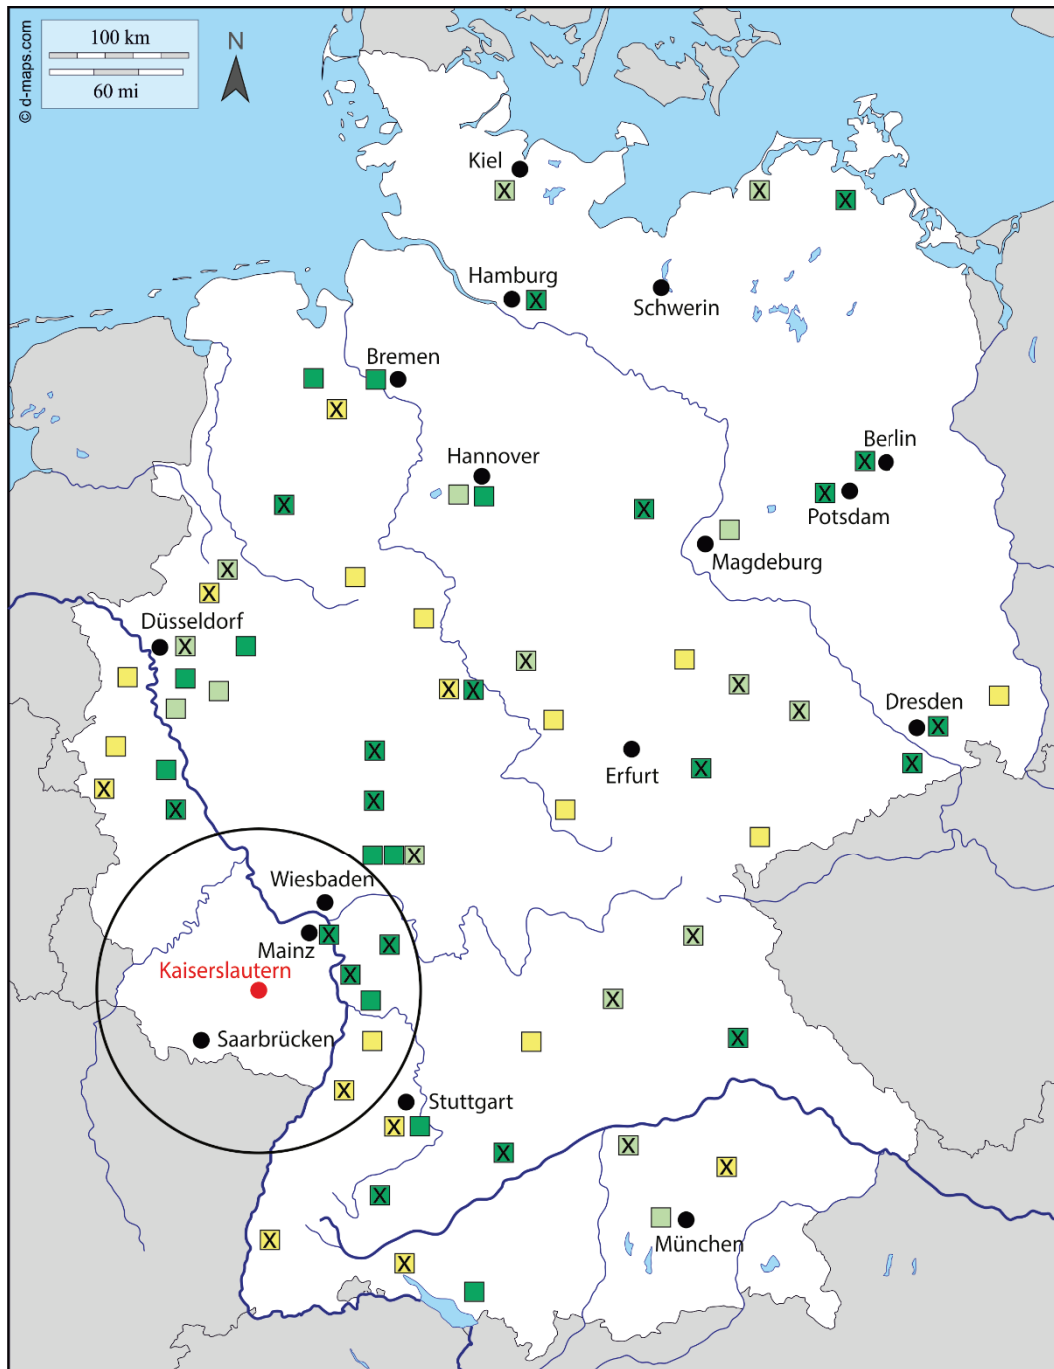 © d-maps.com
100 km
60 mi
N
Kiel
X
X
X
Hamburg
X
Schwerin
Bremen
X
Berlin
X
Hannover
X
Potsdam
X
X
Magdeburg
X
X
Düsseldorf
X
X
X
X
X
X
Dresden
X
X
Erfurt
X
X
X
X
X
X
Wiesbaden
Mainz
X
X
X
Kaiserslautern
X
X
Saarbrücken
X
X
Stuttgart
X
X
X
X
X
München
X
X